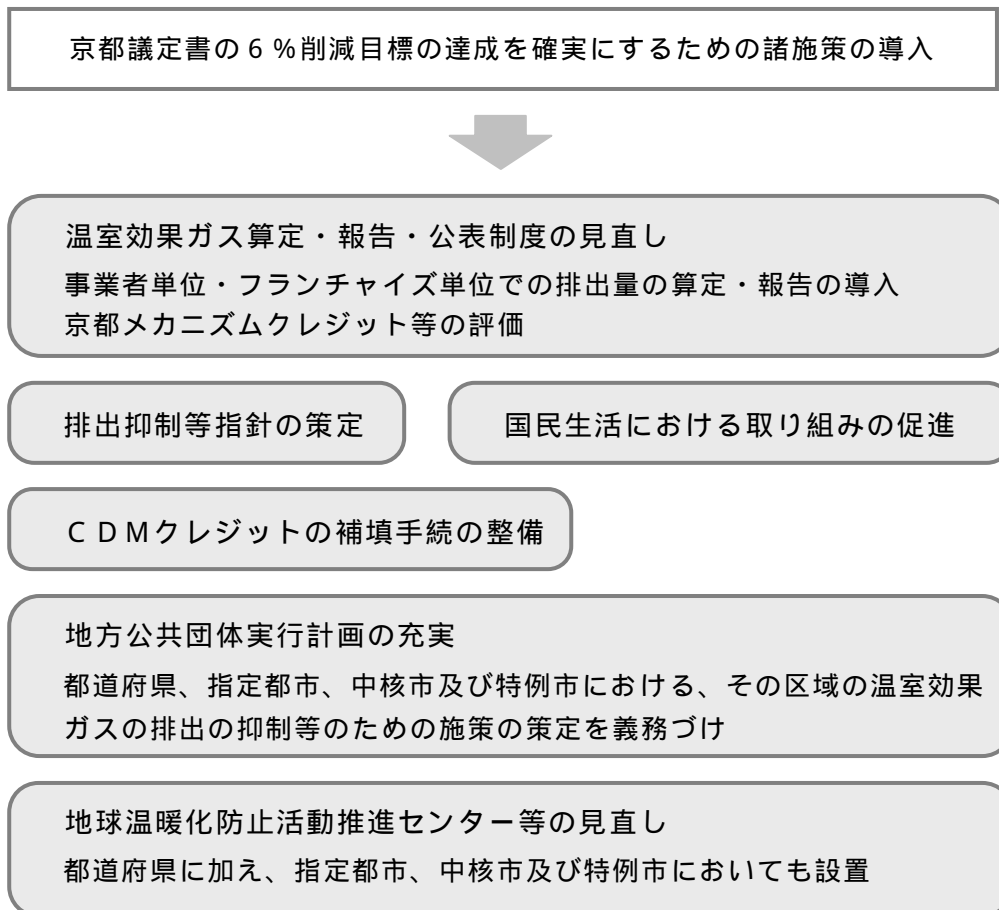 京都議定書の６％削減目標の達成を確実にするための諸施策の導入
温室効果ガス算定・報告・公表制度の見直し
事業者単位・フランチャイズ単位での排出量の算定・報告の導入
京都メカニズムクレジット等の評価
排出抑制等指針の策定
国民生活における取り組みの促進
ＣＤＭクレジットの補填手続の整備
地方公共団体実行計画の充実
都道府県、指定都市、中核市及び特例市における、その区域の温室効果
ガスの排出の抑制等のための施策の策定を義務づけ
地球温暖化防止活動推進センター等の見直し
都道府県に加え、指定都市、中核市及び特例市においても設置